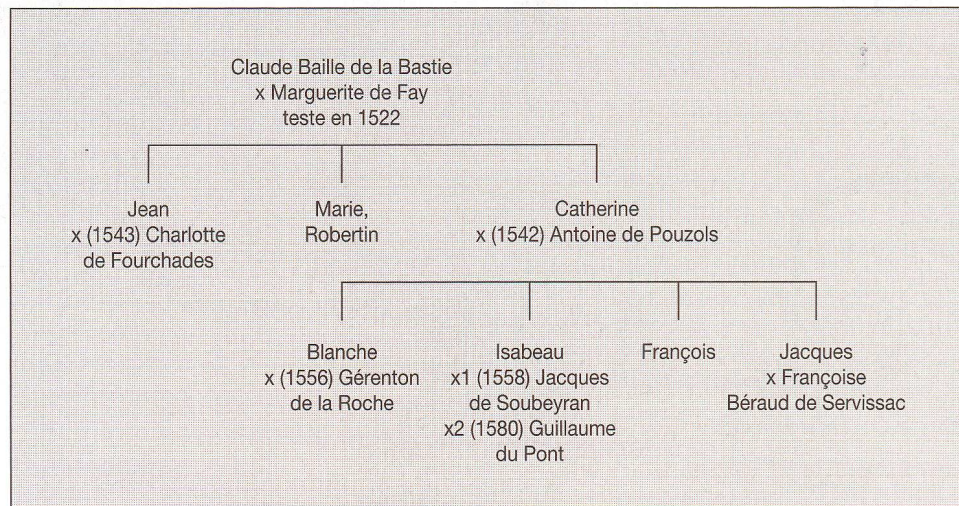 Claude Baille de la Bastie
x Marguerite de Fay
teste en 1522
Jean
x (1543) Charlotte
de Fourchades
Marie,
Robertin
Catherine
x (1542) Antoine de Pouzols
Blanche
x (1556) Gérenton
de la Roche
Isabeau
x1 (1558) Jacques
de Soubeyran
x2 (1580) Guillaume
du Pont
François
Jacques
x Françoise
Béraud de Servissac